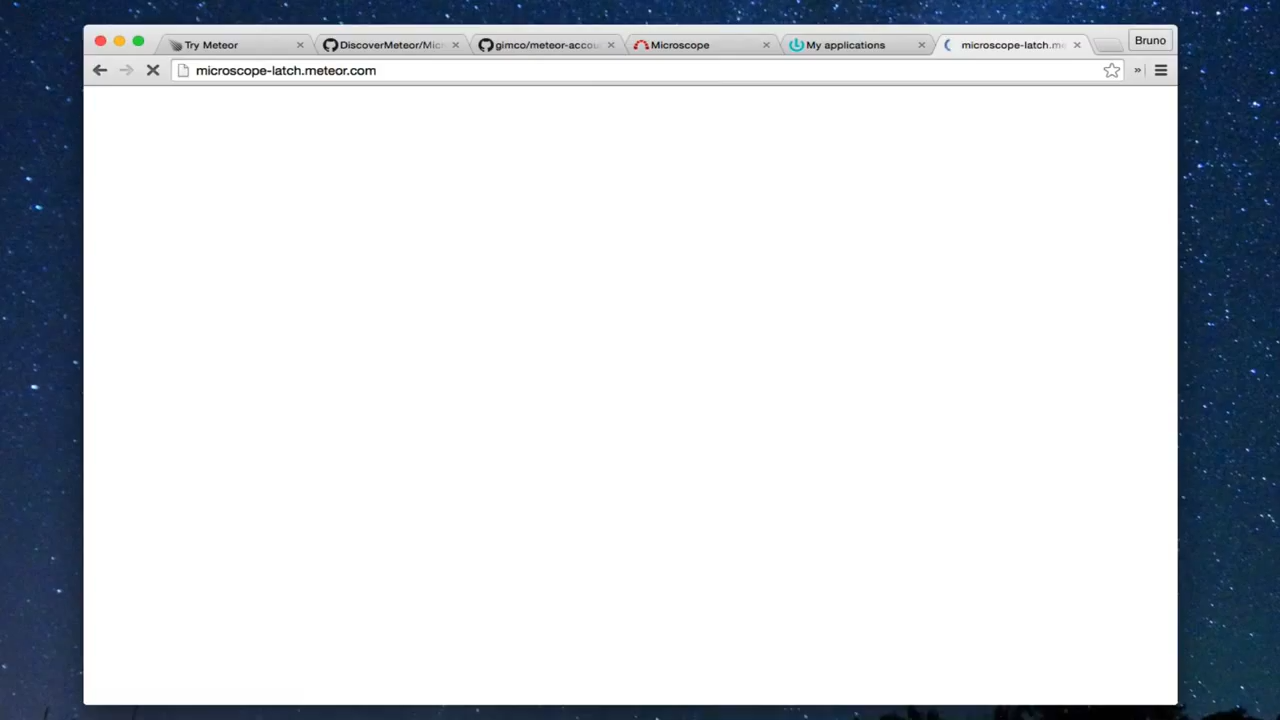 Try Meteor
DiscoverMeteor/Mic
gimco/meteor-accou
Microscope
My applications
microscope-latch.me
Bruno
microscope-latch.meteor.com